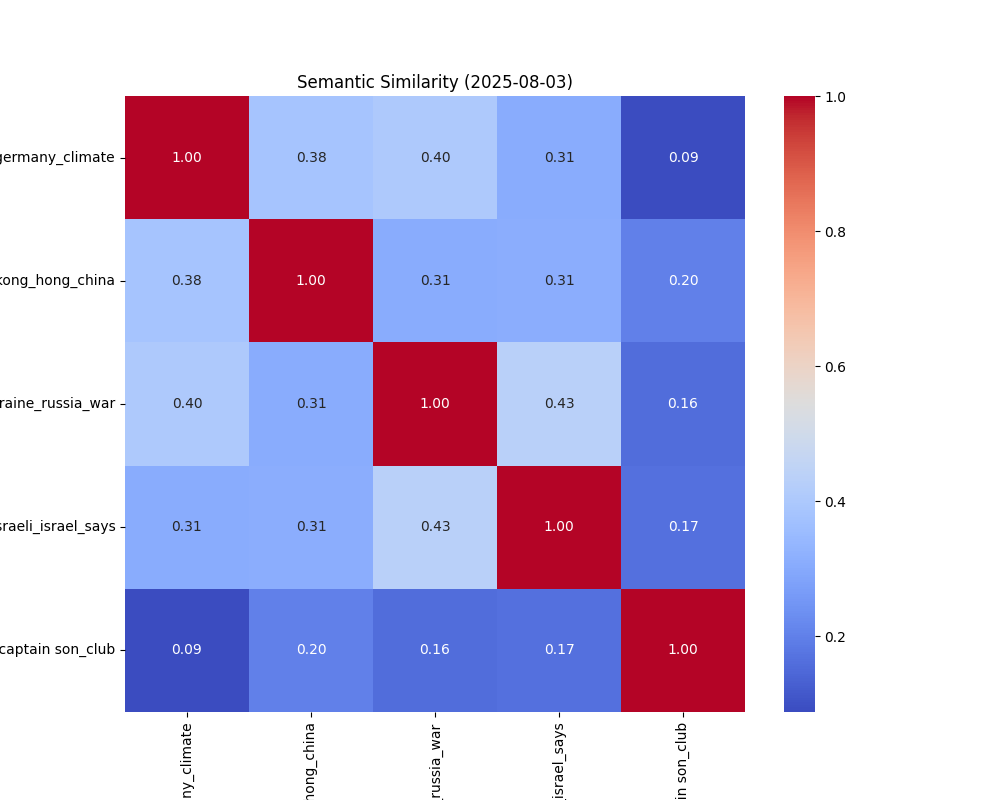 Semantic Similarity (2025-08-03)
germany_climate
1.00 0.38 0.40 0.31 0.09
kong_hong_china
0.38 1.00 0.31 0.31 0.20
raine_russia_war
0.40 0.31 1.00 0.43 0.16
sraeli_israel_says
0.31 0.31 0.43 1.00 0.17
captain son_club
0.09 0.20 0.16 0.17 1.00
ny_climate
hong_china
_russia_war
_israel_says
in son_club
1.0
0.8
0.6
0.4
0.2